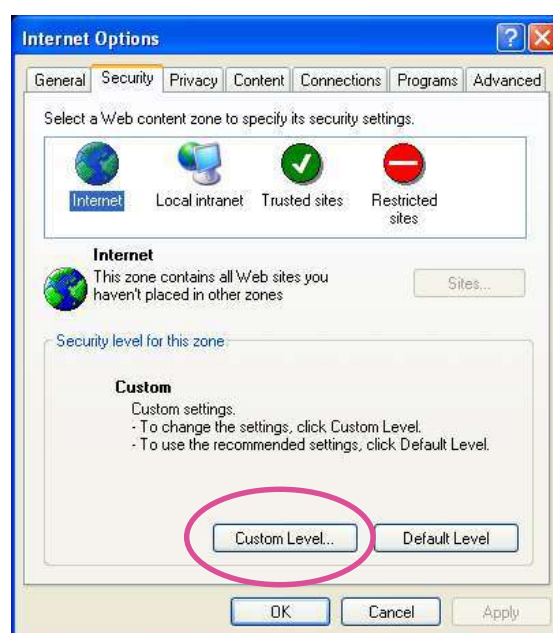 Internet Options
General Security Privacy Content Connections Programs Advanced
Select a Web content zone to specify its security settings.
Internet Local intranet Trusted sites Restricted
sites
Internet
This zone contains all Web sites you
haven't placed in other zones
Sites...
Security level for this zone
Custom
Custom settings.
- To change the settings, click Custom Level.
- To use the recommended settings, click Default Level.
Custom Level... Default Level
OK Cancel Apply